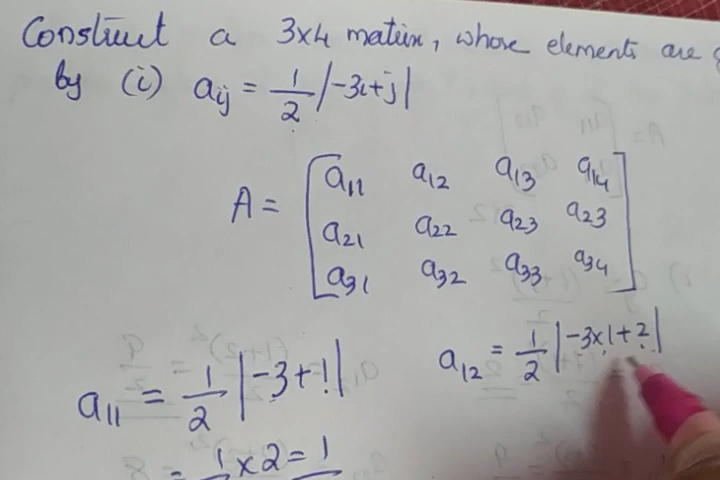 Construct a 3x4 matrix, whose elements are
by (i) aij = 1/2 |-3i+j|
A = [a11 a12 a13 a14
a21 a22 a23 a23
a31 a32 a33 a34]
a11 = 1/2 |-3+1|
a12 = 1/2 |-3x1+2|
= 1/2 x 2 = 1